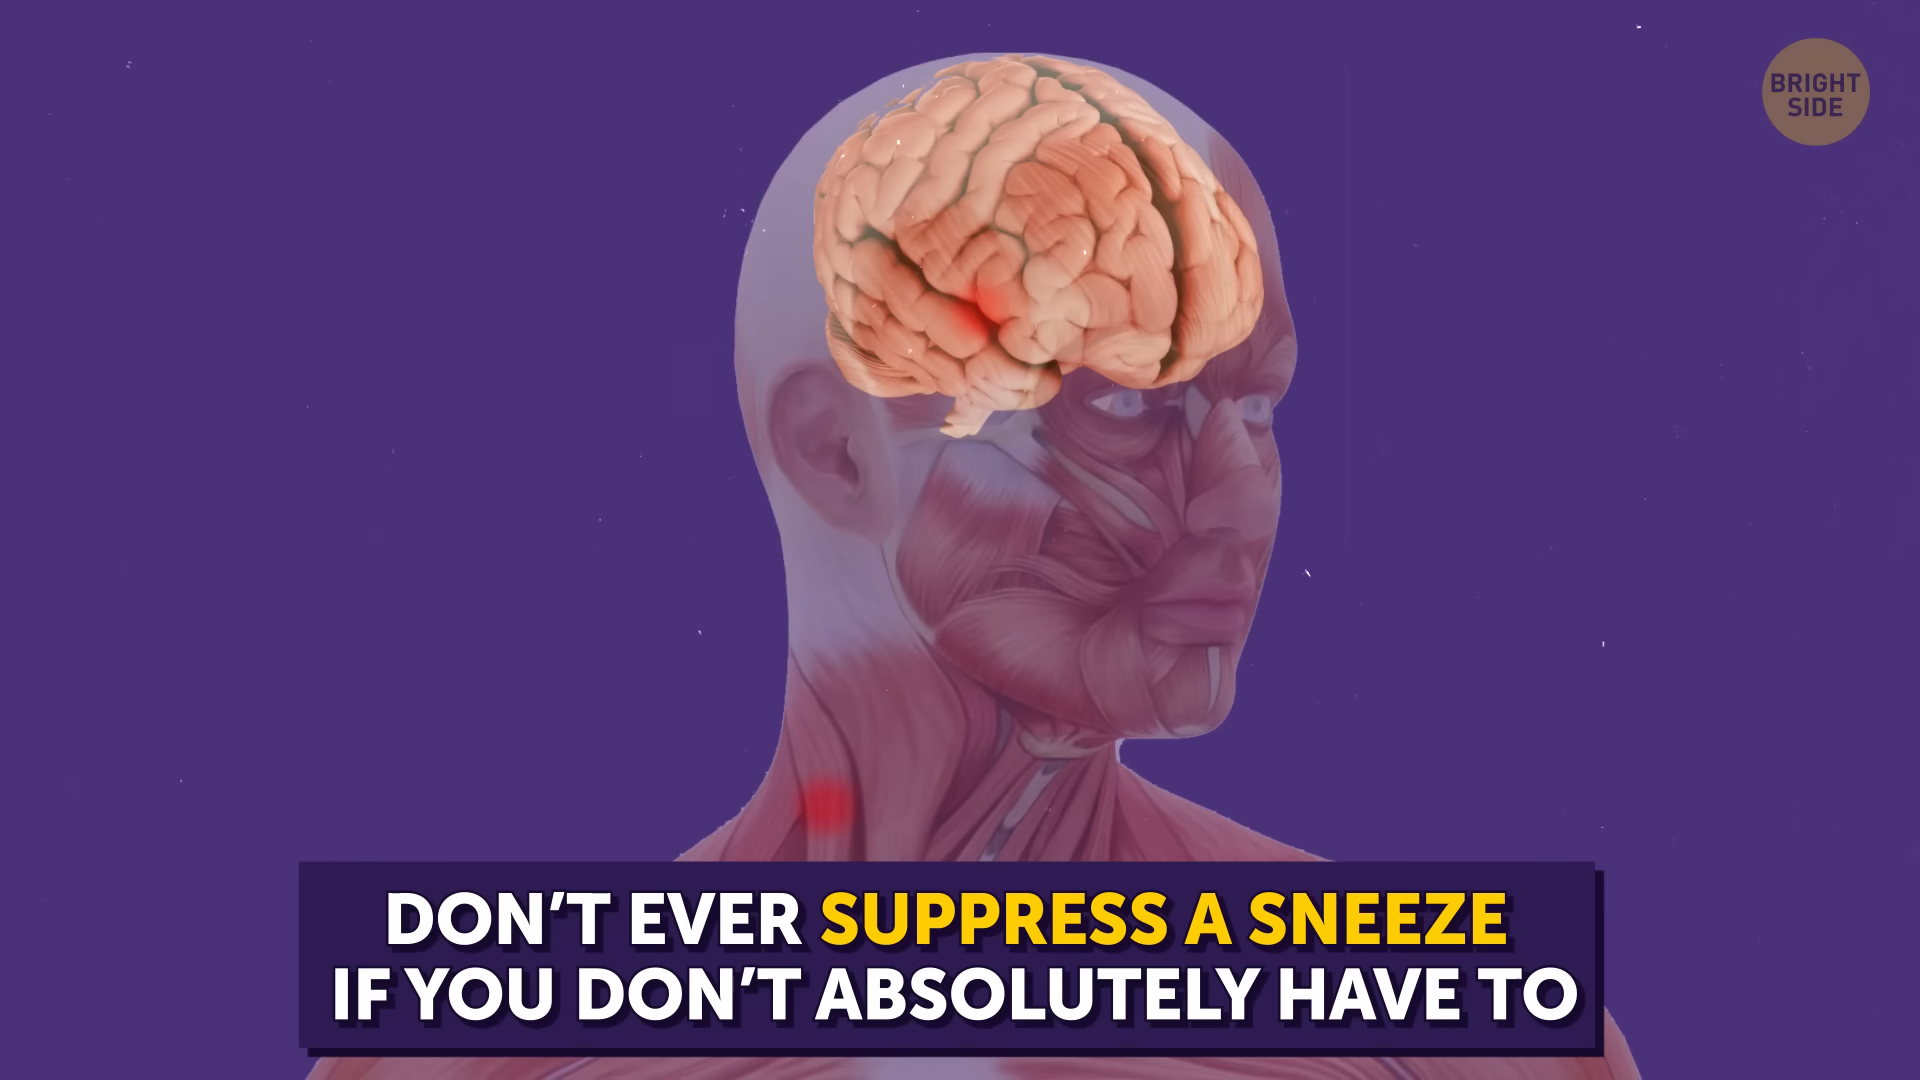 BRIGHT
SIDE
DON'T EVER SUPPRESS A SNEEZE
IF YOU DON'T ABSOLUTELY HAVE TO